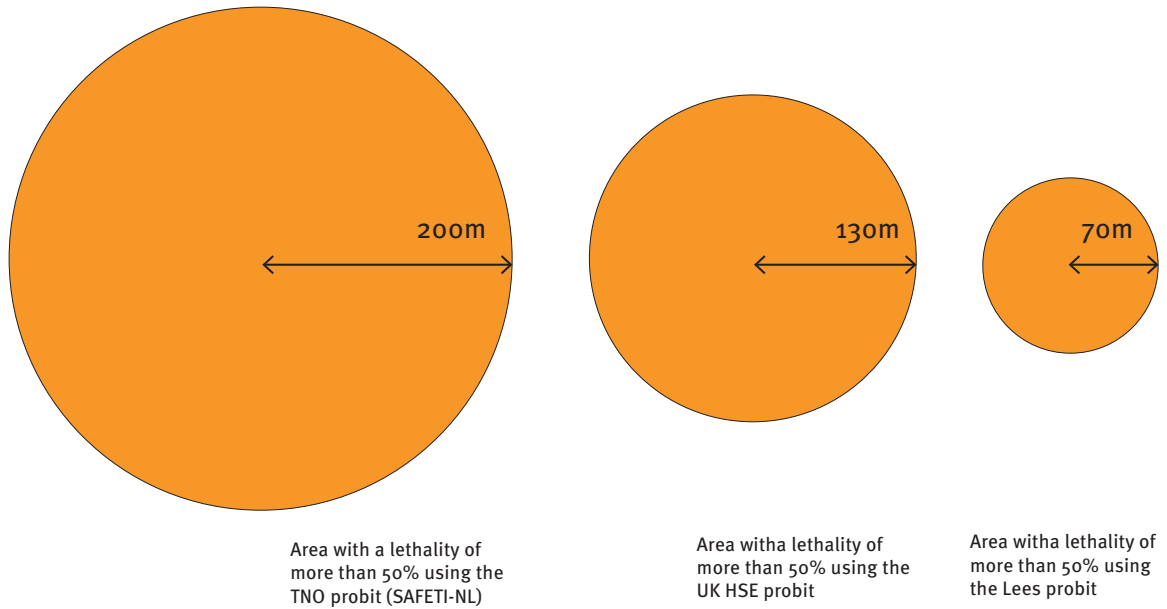 200m
130m
70m
Area with a lethality of
more than 50% using the
TNO probit (SAFETI-NL)
Area witha lethality of
more than 50% using the
UK HSE probit
Area witha lethality of
more than 50% using
the Lees probit